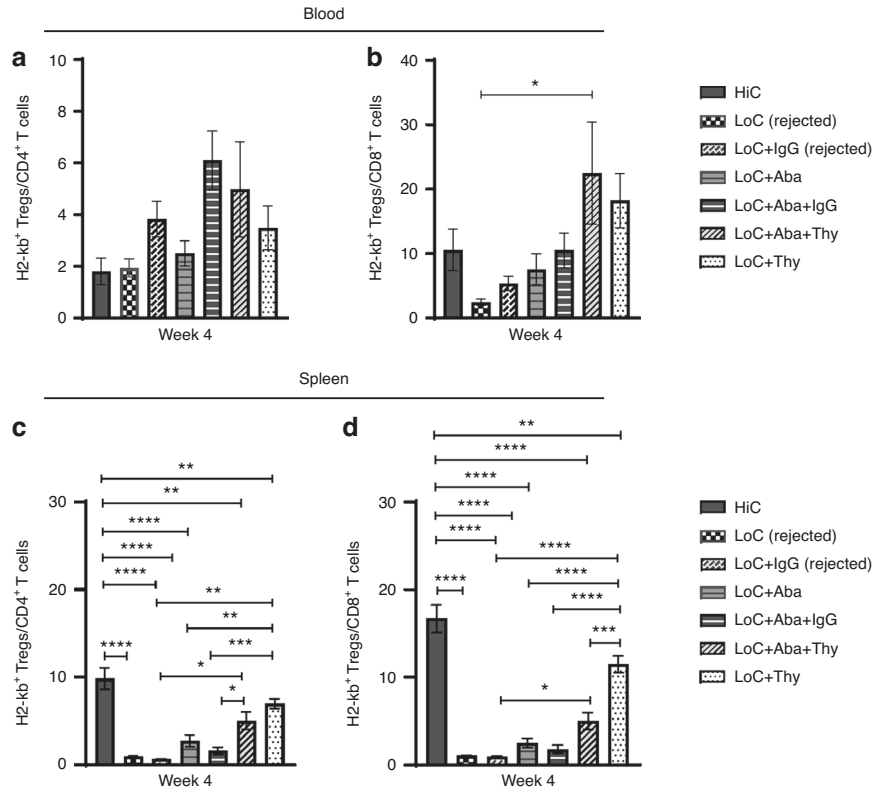 Blood
a
b
10
8
6
4
2
0
H2-kb⁺ Tregs/CD4⁺ T cells
Week 4
40
30
20
10
0
H2-kb⁺ Tregs/CD8⁺ T cells
*
Week 4
HiC
LoC (rejected)
LoC+IgG (rejected)
LoC+Aba
LoC+Aba+IgG
LoC+Aba+Thy
LoC+Thy
Spleen
c
d
**
**
****
****
****
**
**
***
****
*
*
30
20
10
0
H2-kb⁺ Tregs/CD4⁺ T cells
Week 4
**
****
****
****
****
****
****
****
****
***
*
30
20
10
0
H2-kb⁺ Tregs/CD8⁺ T cells
Week 4
HiC
LoC (rejected)
LoC+IgG (rejected)
LoC+Aba
LoC+Aba+IgG
LoC+Aba+Thy
LoC+Thy